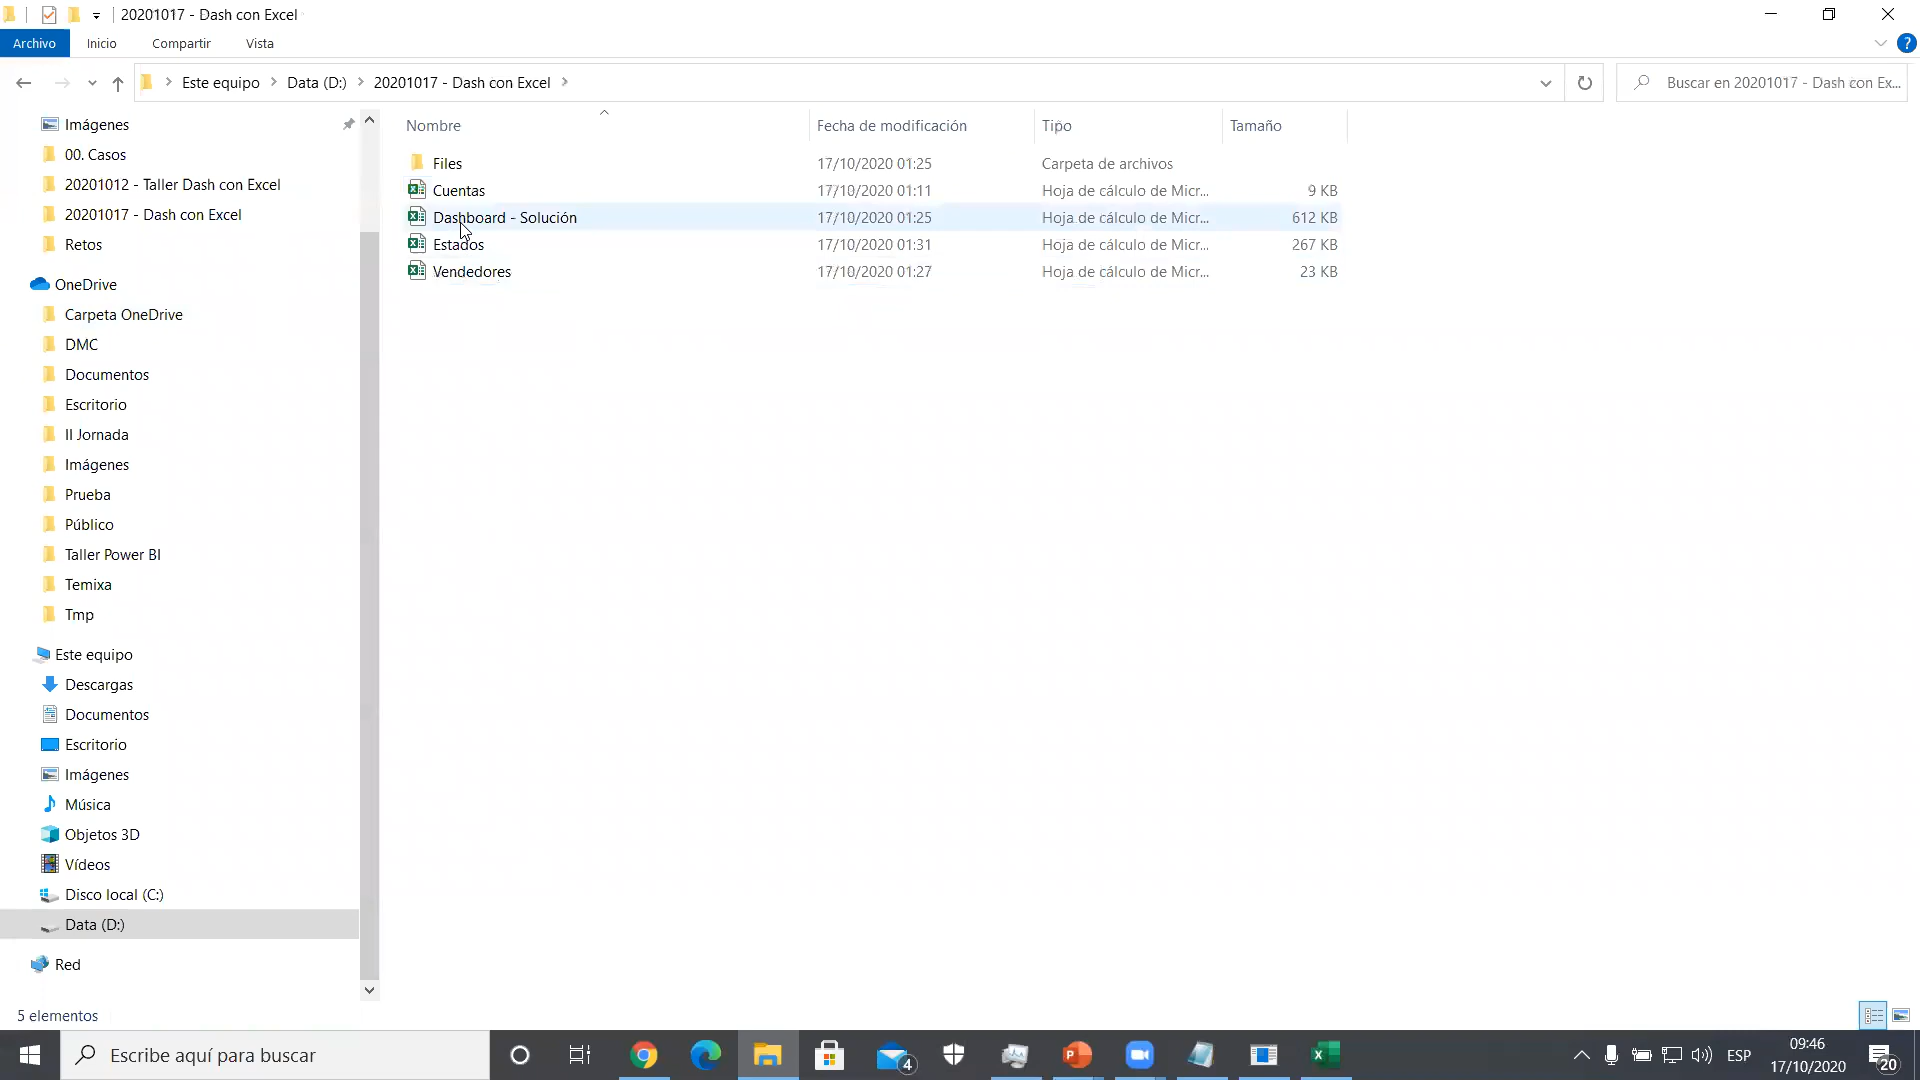 20201017 - Dash con Excel
Archivo Inicio Compartir Vista
Este equipo Data (D:) 20201017 - Dash con Excel
Buscar en 20201017 - Dash con Ex...
Nombre Fecha de modificación Tipo Tamaño
Files 17/10/2020 01:25 Carpeta de archivos
Cuentas 17/10/2020 01:11 Hoja de cálculo de Micr... 9 KB
Dashboard - Solución 17/10/2020 01:25 Hoja de cálculo de Micr... 612 KB
Estados 17/10/2020 01:31 Hoja de cálculo de Micr... 267 KB
Vendedores 17/10/2020 01:27 Hoja de cálculo de Micr... 23 KB
Imágenes
00. Casos
20201012 - Taller Dash con Excel
20201017 - Dash con Excel
Retos
OneDrive
Carpeta OneDrive
DMC
Documentos
Escritorio
II Jornada
Imágenes
Prueba
Público
Taller Power BI
Temixa
Tmp
Este equipo
Descargas
Documentos
Escritorio
Imágenes
Música
Objetos 3D
Vídeos
Disco local (C:)
Data (D:)
Red
5 elementos
Escribe aquí para buscar
4
ESP
09:46
17/10/2020
20